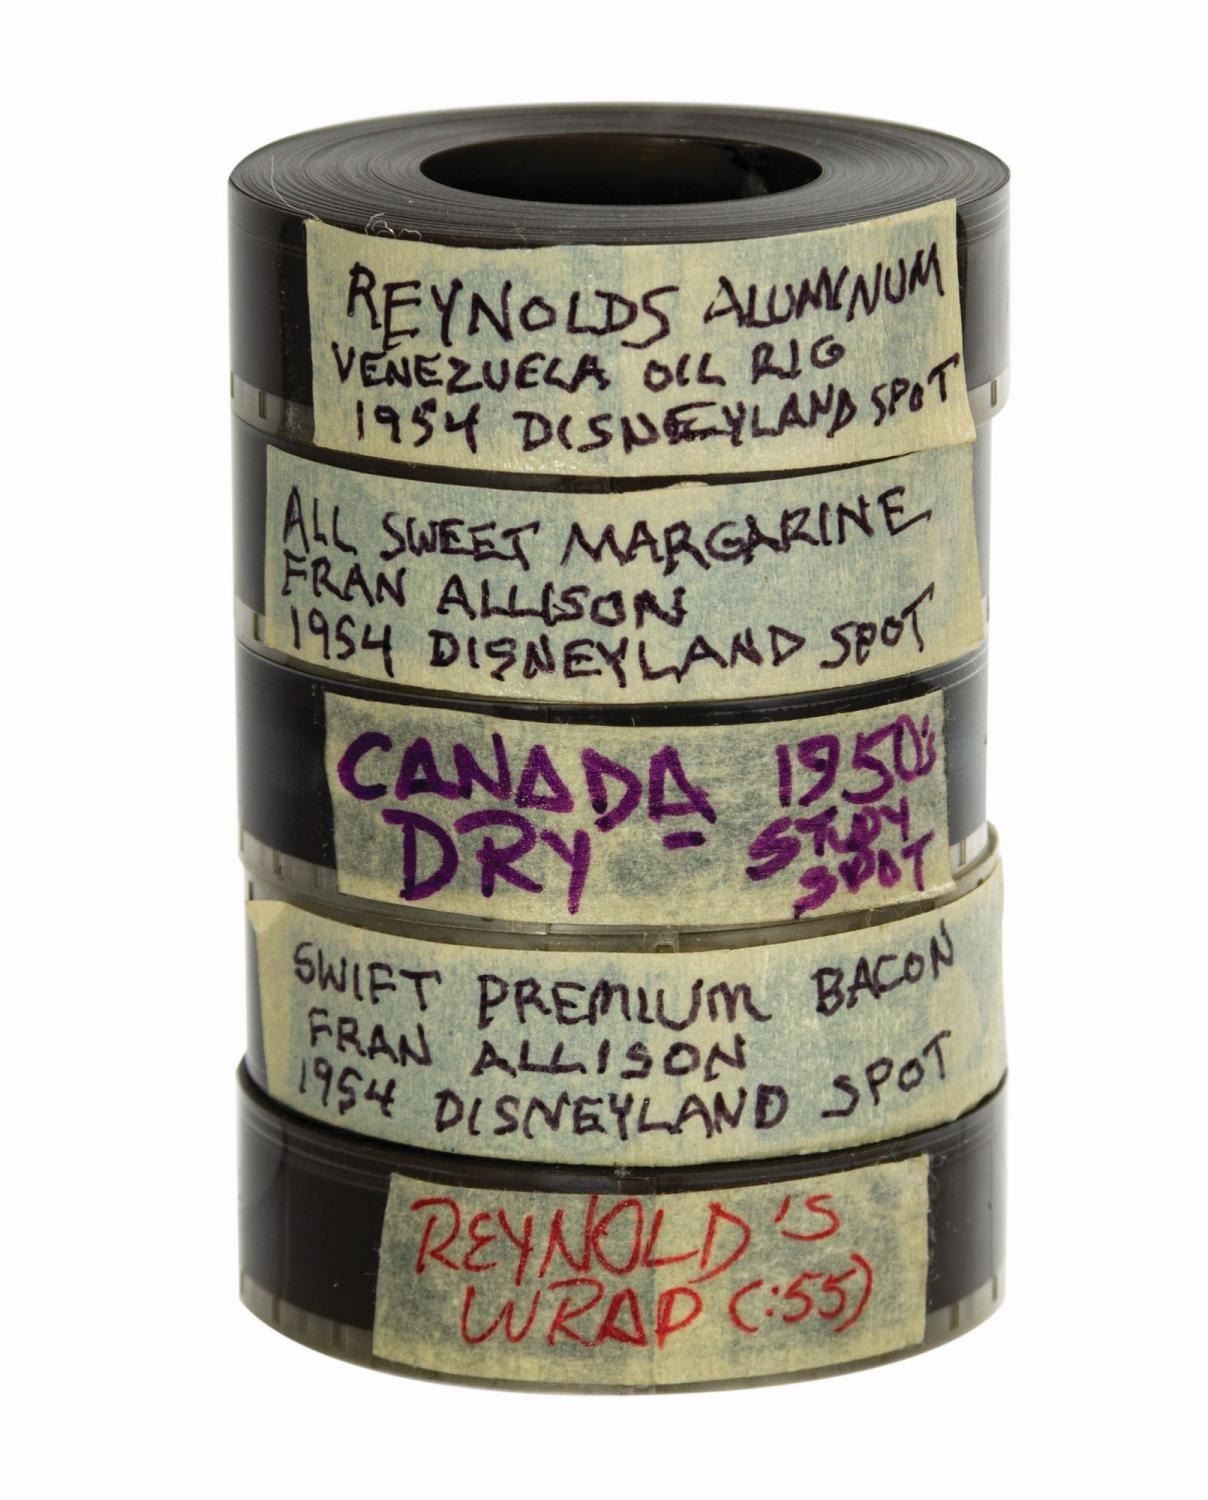 REYNOLDS ALUMINUM
VENEZUELA OIL RIG
1954 DISNEYLAND SPOT
ALL SWEET MARGARINE
FRAN ALLISON
1954 DISNEYLAND SPOT
CANADA 1950's
DRY - STUDY
SPOT
SWIFT PREMIUM BACON
FRAN ALLISON
1954 DISNEYLAND SPOT
REYNOLD'S
WRAP (:55)